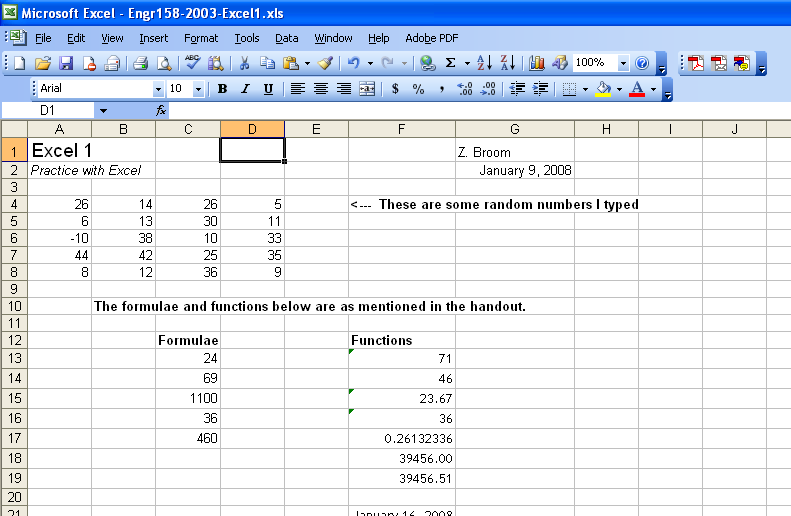 Microsoft Excel - Engr158-2003-Excel1.xls
File Edit View Insert Format Tools Data Window Help Adobe PDF
100%
Arial 10 B I U $ % ,
D1 fx
A B C D E F G H I J
1 Excel 1 Z. Broom
2 Practice with Excel January 9, 2008
3
4 26 14 26 5 <--- These are some random numbers I typed
5 6 13 30 11
6 -10 38 10 33
7 44 42 25 35
8 8 12 36 9
9
10 The formulae and functions below are as mentioned in the handout.
11
12 Formulae Functions
13 24 71
14 69 46
15 1100 23.67
16 36 36
17 460 0.26132336
18 39456.00
19 39456.51
20
21 January 16, 2008